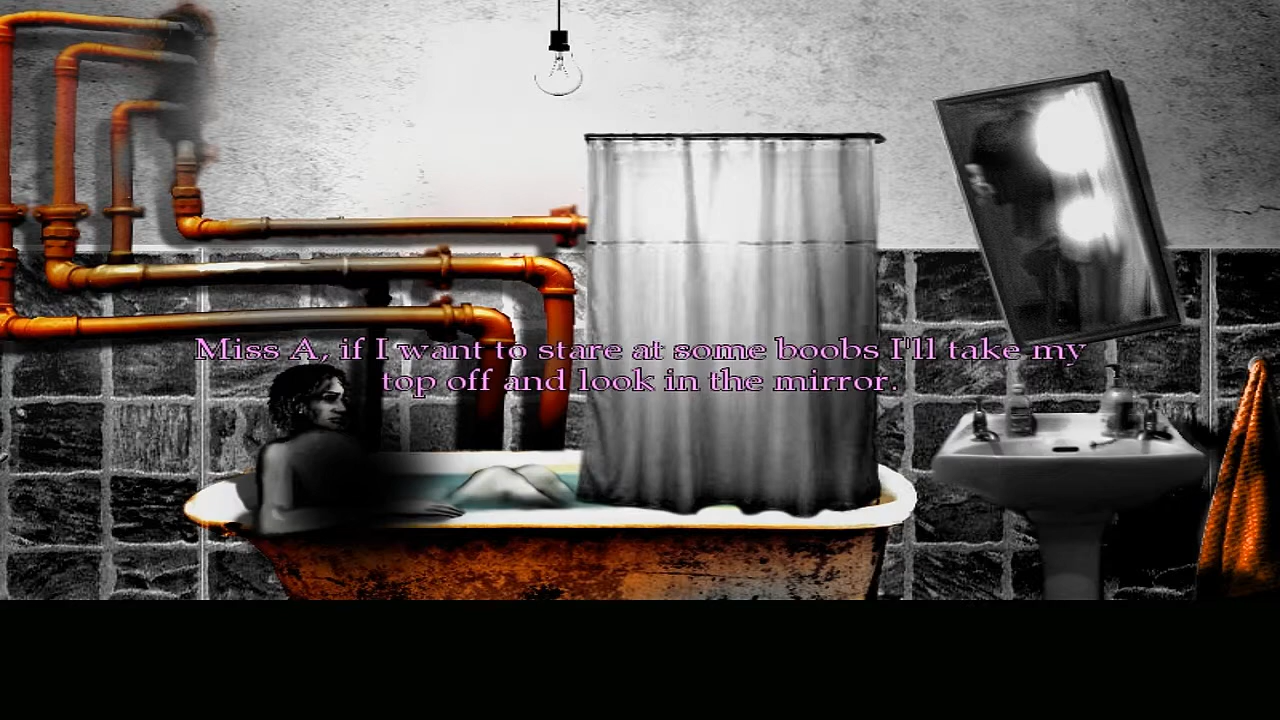 Miss A, if I want to stare at some boobs I'll take my
top off and look in the mirror.